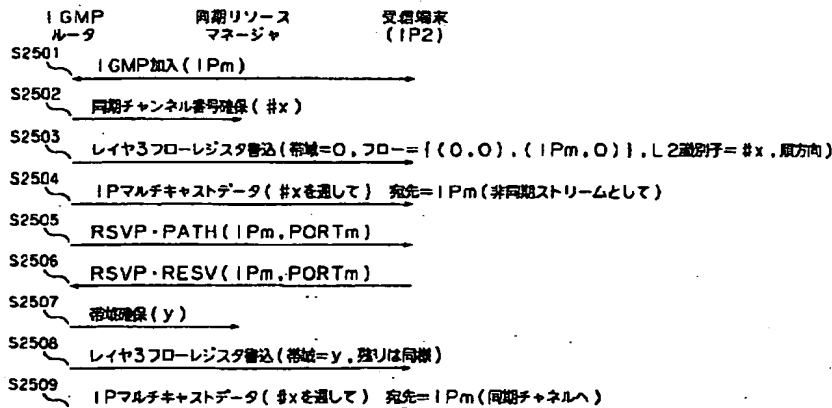 IGMP
ルータ
同期リソース
マネージャ
受信端末
(IP2)
S2501
IGMP加入(IPm)
S2502
同期チャンネル番号確保(#x)
S2503
レイヤ3フローレジスタ書込(帯域=0,フロー={(0,0),(IPm,0)},L2識別子=#x,順方向)
S2504
IPマルチキャストデータ(#xを通して) 宛先=IPm(非同期ストリームとして)
S2505
RSVP・PATH(IPm,PORTm)
S2506
RSVP・RESV(IPm,PORTm)
S2507
帯域確保(y)
S2508
レイヤ3フローレジスタ書込(帯域=y,残りは同様)
S2509
IPマルチキャストデータ(#xを通して) 宛先=IPm(同期チャネルへ)